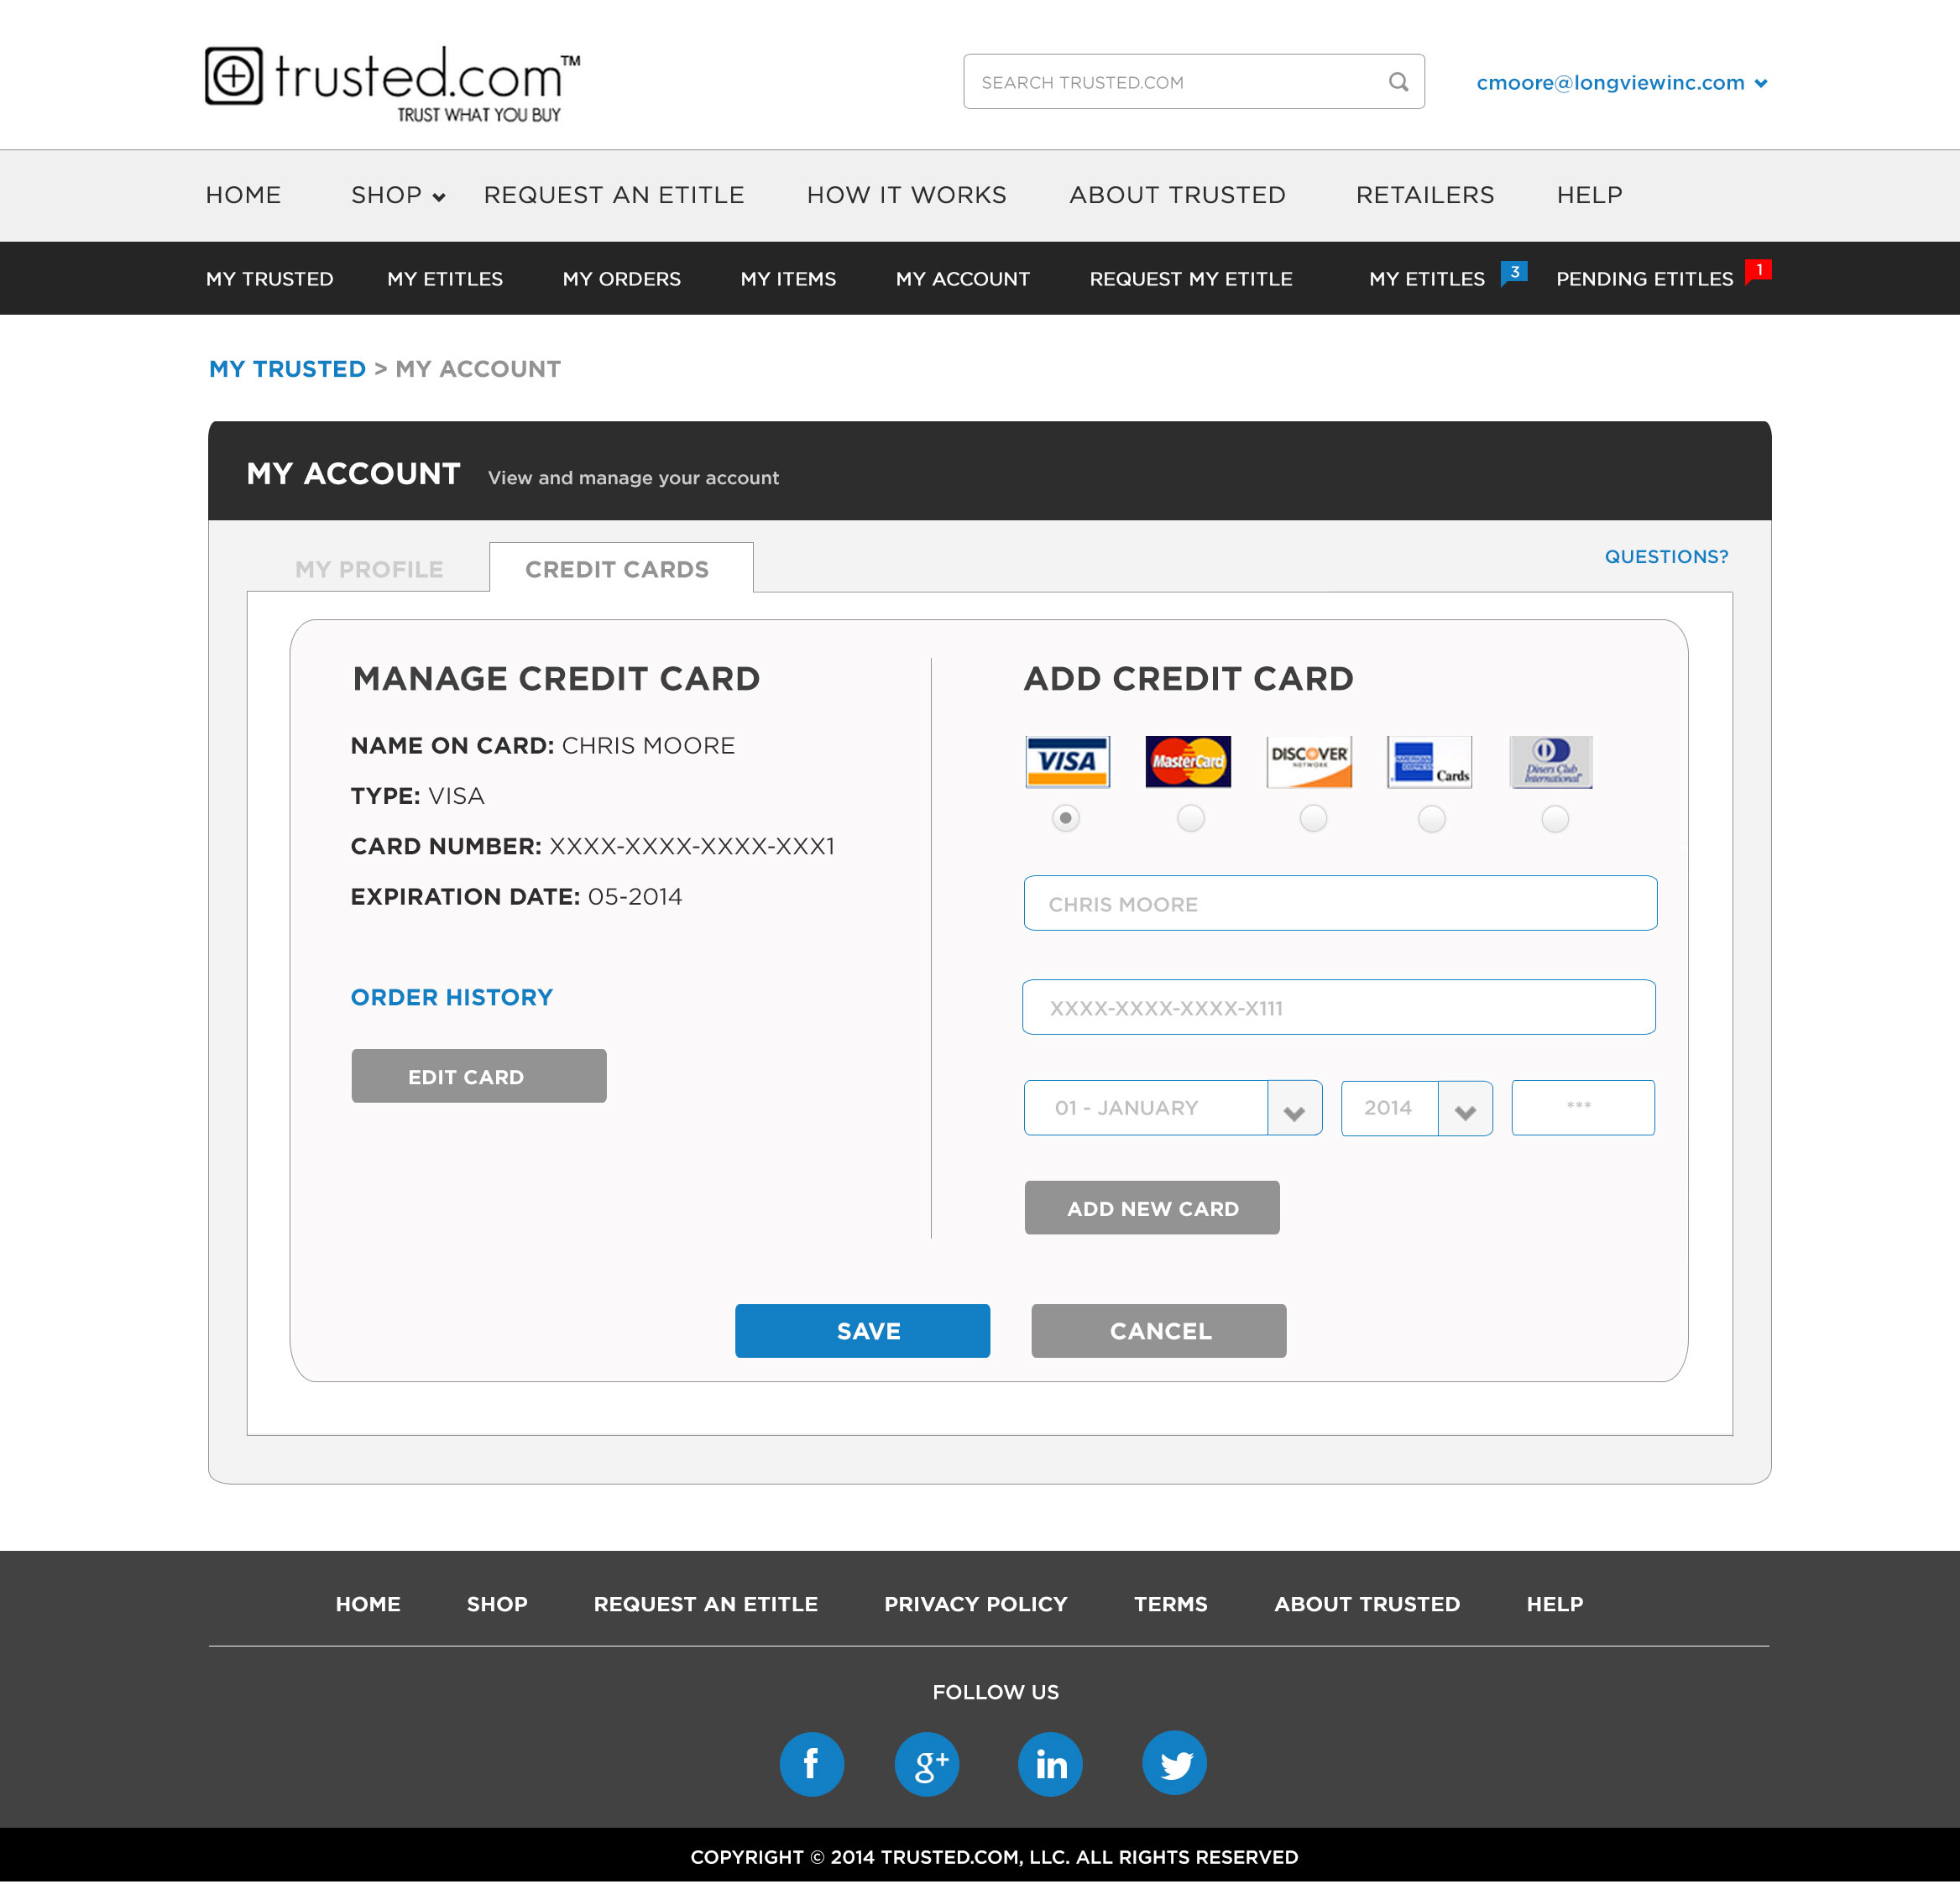 trusted.com™
TRUST WHAT YOU BUY
SEARCH TRUSTED.COM
cmoore@longviewinc.com
HOME SHOP REQUEST AN ETITLE HOW IT WORKS ABOUT TRUSTED RETAILERS HELP
MY TRUSTED MY ETITLES MY ORDERS MY ITEMS MY ACCOUNT REQUEST MY ETITLE MY ETITLES 3 PENDING ETITLES 1
MY TRUSTED > MY ACCOUNT
MY ACCOUNT View and manage your account
MY PROFILE CREDIT CARDS QUESTIONS?
MANAGE CREDIT CARD
NAME ON CARD: CHRIS MOORE
TYPE: VISA
CARD NUMBER: XXXX-XXXX-XXXX-XXX1
EXPIRATION DATE: 05-2014
ORDER HISTORY
EDIT CARD
ADD CREDIT CARD
VISA
MasterCard
DISCOVER
NETWORK
AMERICAN
EXPRESS
Cards
Diners Club
International
CHRIS MOORE
XXXX-XXXX-XXXX-X111
01 - JANUARY 2014 ***
ADD NEW CARD
SAVE CANCEL
HOME SHOP REQUEST AN ETITLE PRIVACY POLICY TERMS ABOUT TRUSTED HELP
FOLLOW US
f g+ in
COPYRIGHT © 2014 TRUSTED.COM, LLC. ALL RIGHTS RESERVED